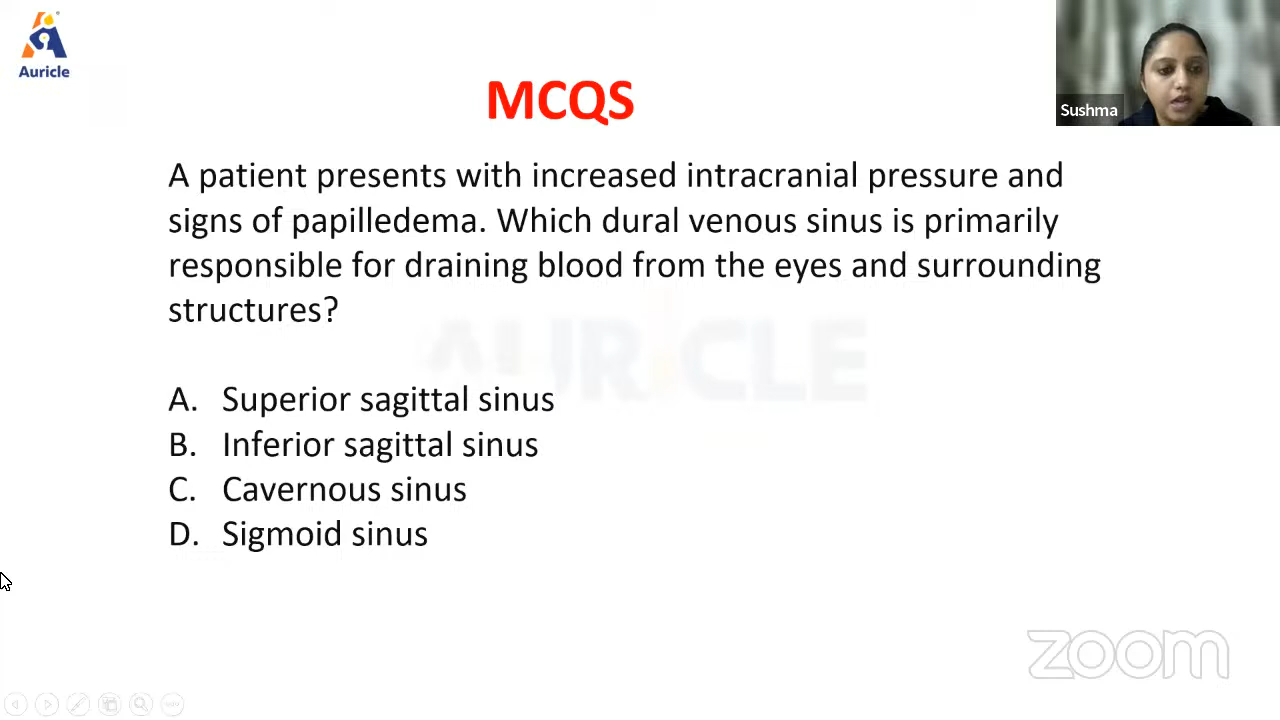 Auricle
MCQS
Sushma
A patient presents with increased intracranial pressure and
signs of papilledema. Which dural venous sinus is primarily
responsible for draining blood from the eyes and surrounding
structures?
AURICLE
A. Superior sagittal sinus
B. Inferior sagittal sinus
C. Cavernous sinus
D. Sigmoid sinus
zoom